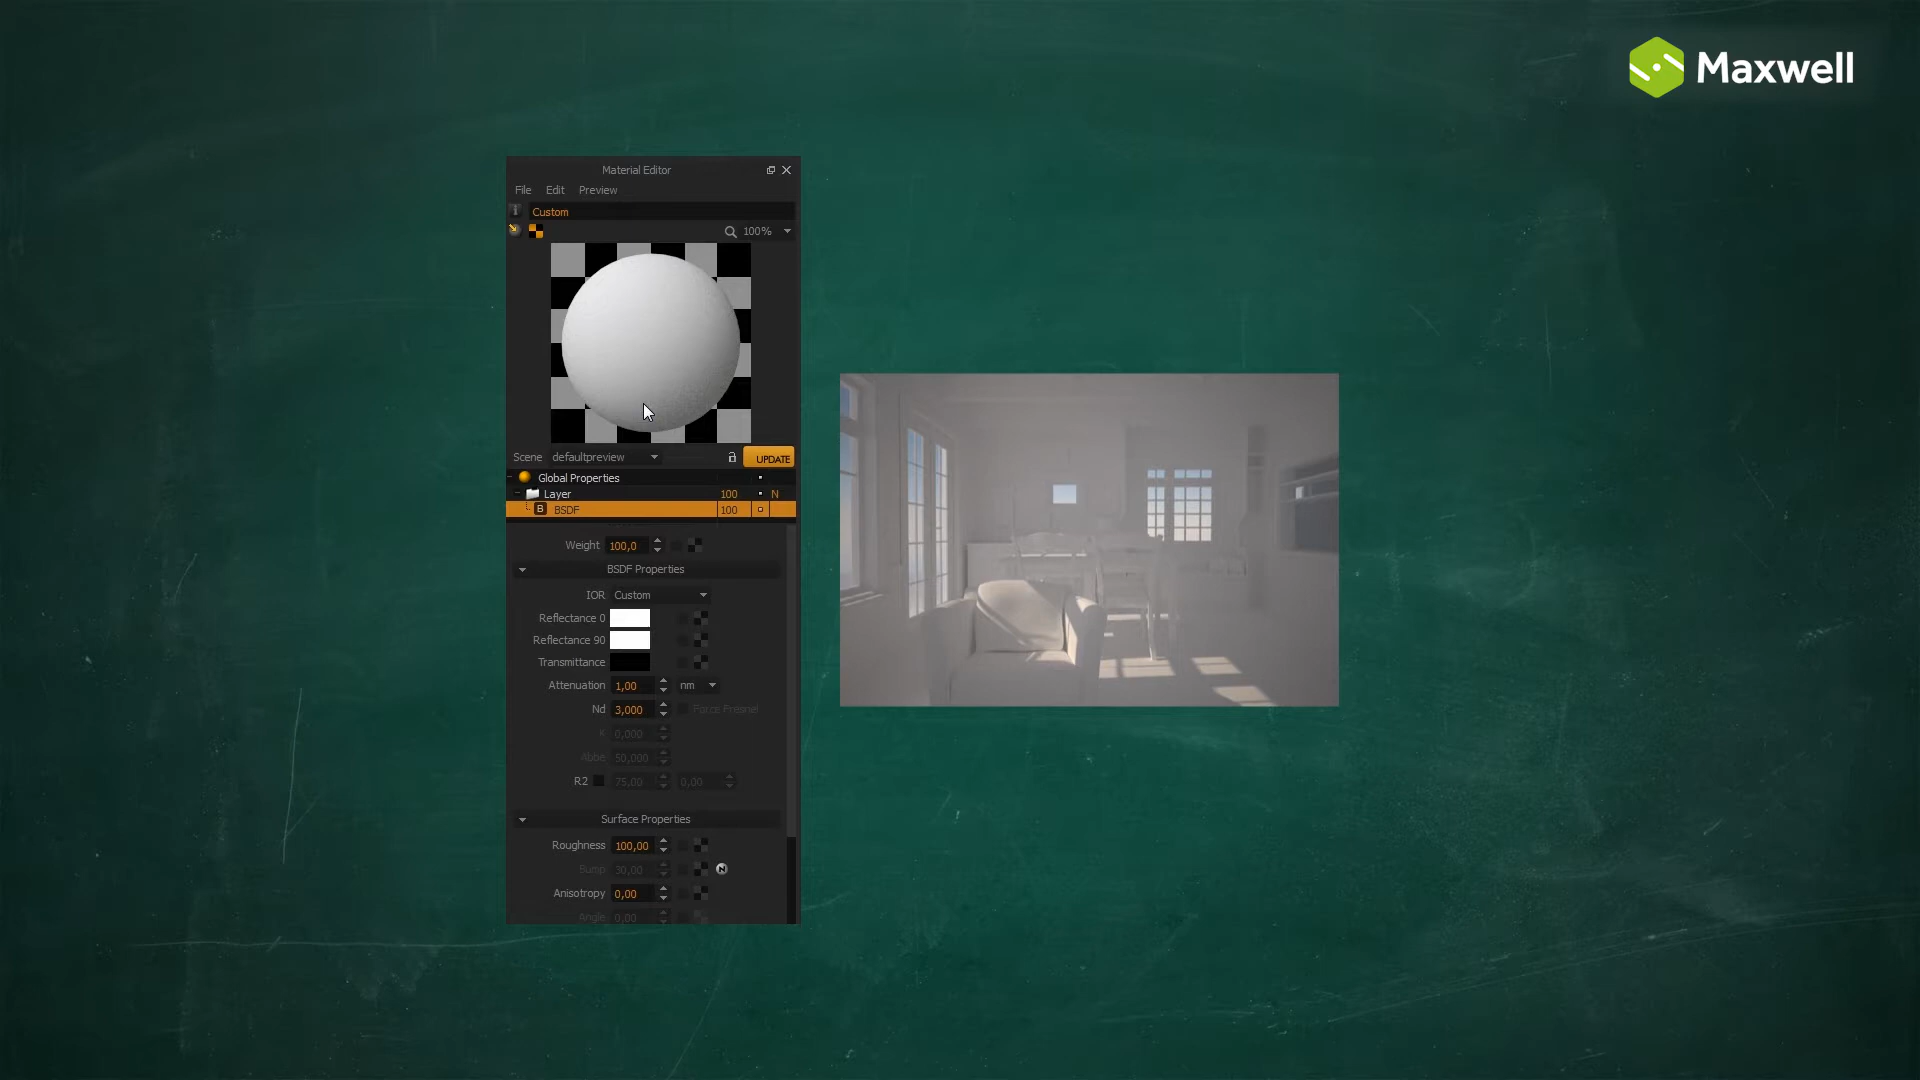 Maxwell
Material Editor
File Edit Preview
Custom
100%
Scene defaultpreview UPDATE
Global Properties
Layer 100 N
B BSDF 100
Weight 100,0
BSDF Properties
IOR Custom
Reflectance 0
Reflectance 90
Transmittance
Attenuation 1,00 nm
Nd 3,000 Force Fresnel
K 0,000
Abbe 50,000
R2 75,00 0,00
Surface Properties
Roughness 100,00
Bump 30,00 N
Anisotropy 0,00
Angle 0,00